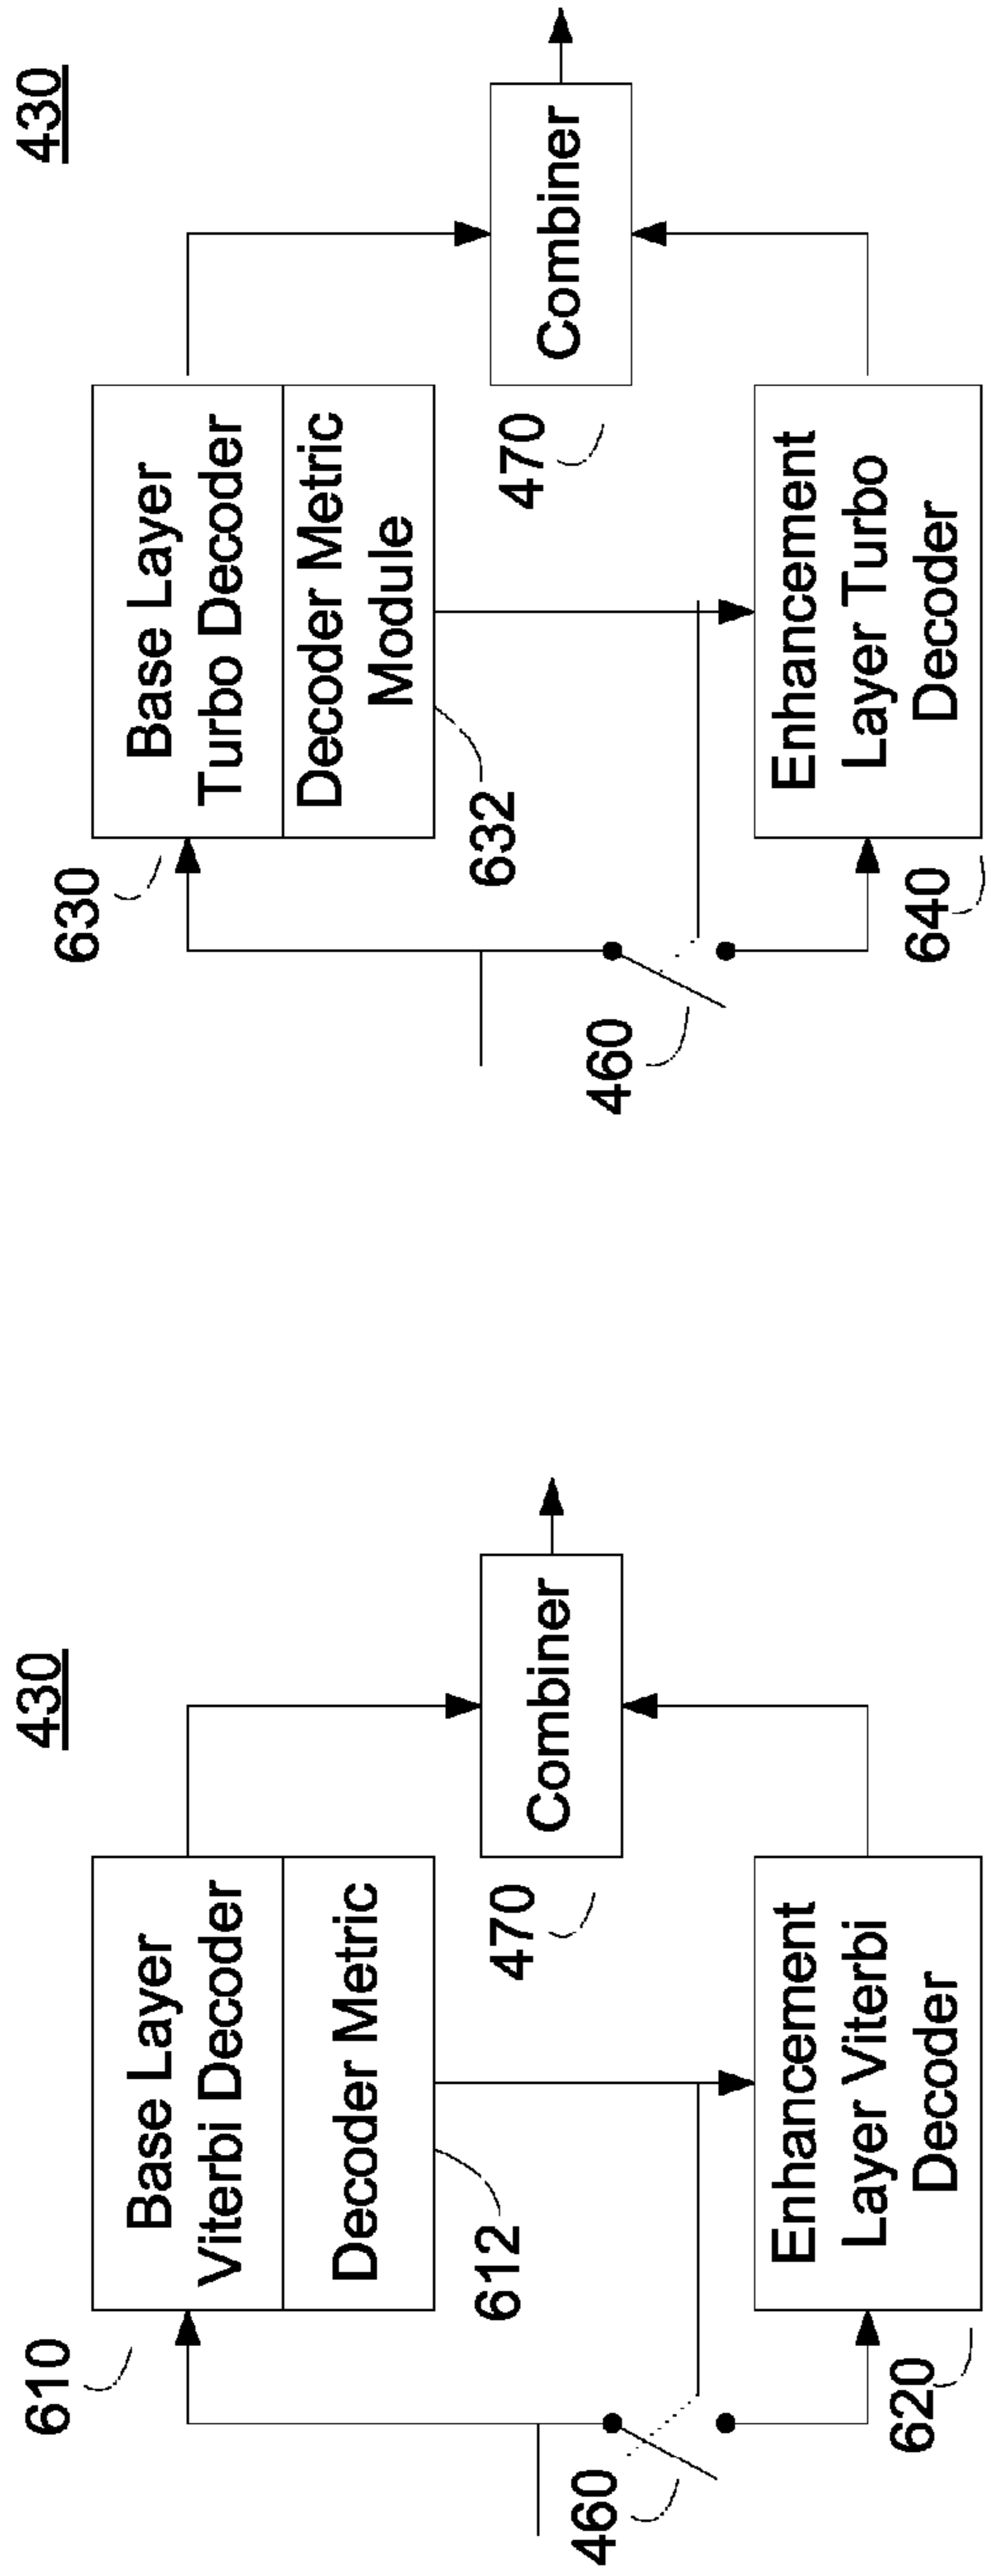 430
610
Base Layer
Viterbi Decoder
Decoder Metric
612
470
Combiner
460
620
Enhancement
Layer Viterbi
Decoder
430
630
Base Layer
Turbo Decoder
Decoder Metric
Module
632
470
Combiner
460
640
Enhancement
Layer Turbo
Decoder